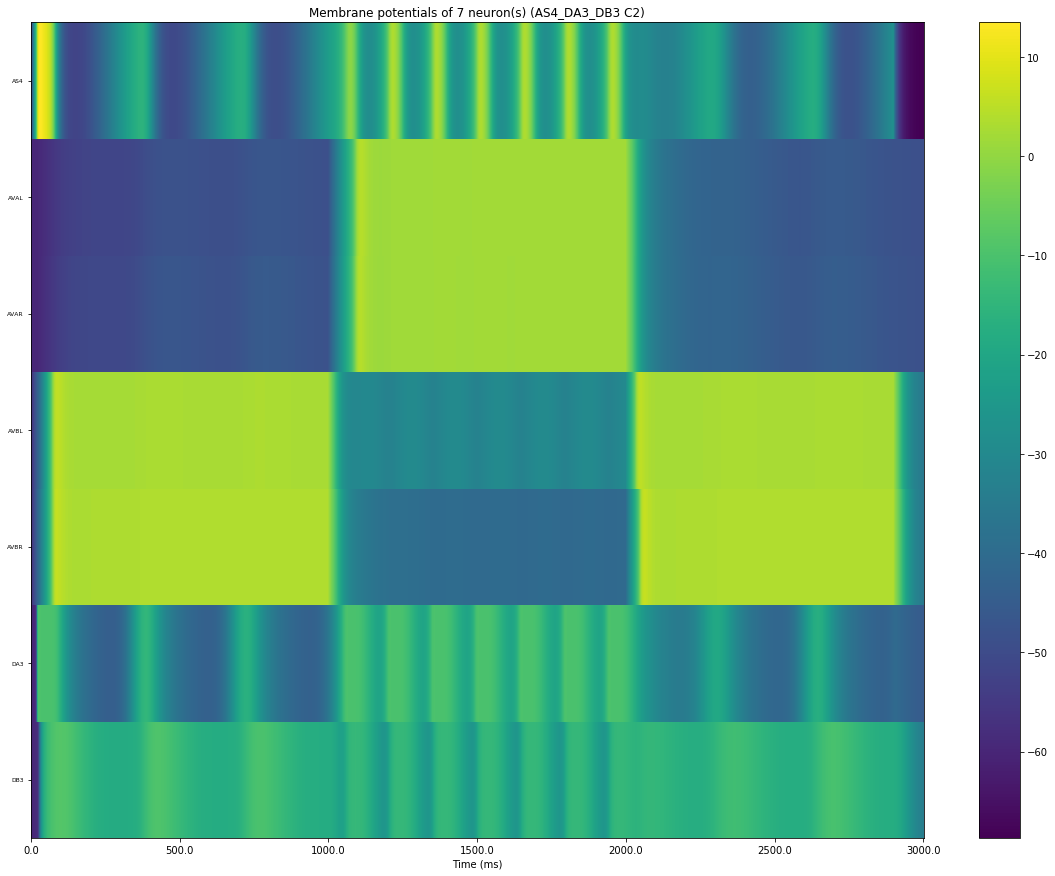 Membrane potentials of 7 neuron(s) (AS4_DA3_DB3 C2)
AS4
AVAL
AVAR
AVBL
AVBR
DA3
DB3
0.0 500.0 1000.0 1500.0 2000.0 2500.0 3000.0
Time (ms)
10
0
−10
−20
−30
−40
−50
−60